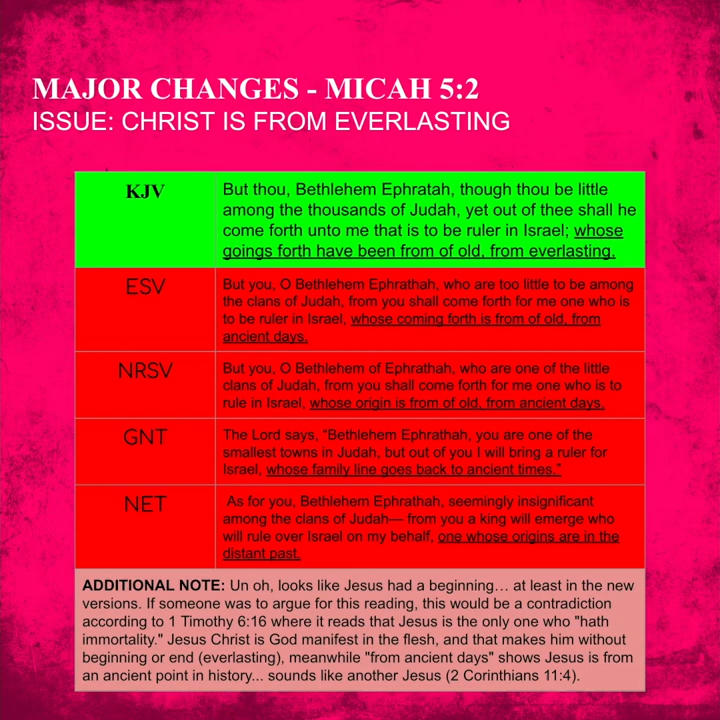 MAJOR CHANGES - MICAH 5:2
ISSUE: CHRIST IS FROM EVERLASTING
KJV
But thou, Bethlehem Ephratah, though thou be little
among the thousands of Judah, yet out of thee shall he
come forth unto me that is to be ruler in Israel; whose
goings forth have been from of old, from everlasting.
ESV
But you, O Bethlehem Ephrathah, who are too little to be among
the clans of Judah, from you shall come forth for me one who is
to be ruler in Israel, whose coming forth is from of old, from
ancient days.
NRSV
But you, O Bethlehem of Ephrathah, who are one of the little
clans of Judah, from you shall come forth for me one who is to
rule in Israel, whose origin is from of old, from ancient days.
GNT
The Lord says, “Bethlehem Ephrathah, you are one of the
smallest towns in Judah, but out of you I will bring a ruler for
Israel, whose family line goes back to ancient times.”
NET
As for you, Bethlehem Ephrathah, seemingly insignificant
among the clans of Judah— from you a king will emerge who
will rule over Israel on my behalf, one whose origins are in the
distant past.
ADDITIONAL NOTE: Un oh, looks like Jesus had a beginning... at least in the new
versions. If someone was to argue for this reading, this would be a contradiction
according to 1 Timothy 6:16 where it reads that Jesus is the only one who "hath
immortality." Jesus Christ is God manifest in the flesh, and that makes him without
beginning or end (everlasting), meanwhile "from ancient days" shows Jesus is from
an ancient point in history... sounds like another Jesus (2 Corinthians 11:4).